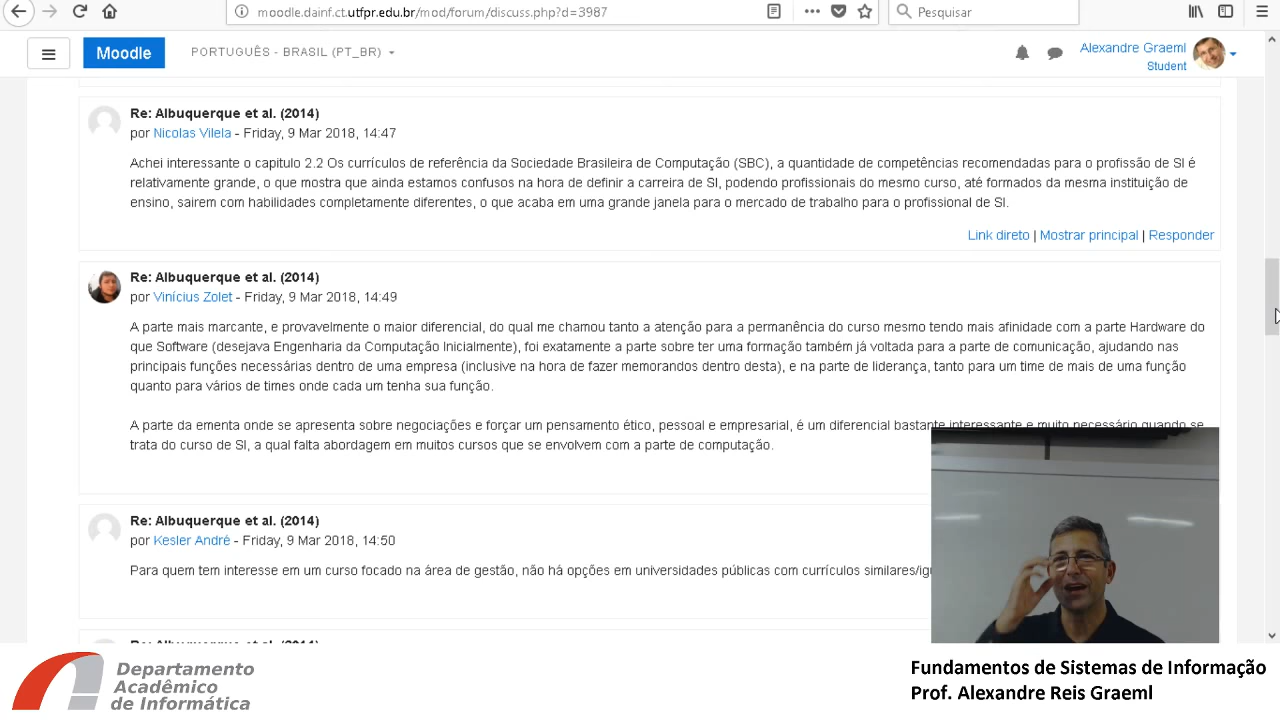 moodle.dainf.ct.utfpr.edu.br/mod/forum/discuss.php?d=3987
Pesquisar
Moodle
PORTUGUÊS - BRASIL (PT_BR)
Alexandre Graeml
Student
Re: Albuquerque et al. (2014)
por Nicolas Vilela - Friday, 9 Mar 2018, 14:47
Achei interessante o capitulo 2.2 Os currículos de referência da Sociedade Brasileira de Computação (SBC), a quantidade de competências recomendadas para o profissão de SI é
relativamente grande, o que mostra que ainda estamos confusos na hora de definir a carreira de SI, podendo profissionais do mesmo curso, até formados da mesma instituição de
ensino, sairem com habilidades completamente diferentes, o que acaba em uma grande janela para o mercado de trabalho para o profissional de SI.
Link direto | Mostrar principal | Responder
Re: Albuquerque et al. (2014)
por Vinícius Zolet - Friday, 9 Mar 2018, 14:49
A parte mais marcante, e provavelmente o maior diferencial, do qual me chamou tanto a atenção para a permanência do curso mesmo tendo mais afinidade com a parte Hardware do
que Software (desejava Engenharia da Computação Inicialmente), foi exatamente a parte sobre ter uma formação também já voltada para a parte de comunicação, ajudando nas
principais funções necessárias dentro de uma empresa (inclusive na hora de fazer memorandos dentro desta), e na parte de liderança, tanto para um time de mais de uma função
quanto para vários de times onde cada um tenha sua função.
A parte da ementa onde se apresenta sobre negociações e forçar um pensamento ético, pessoal e empresarial, é um diferencial bastante interessante e muito necessário quando se
trata do curso de SI, a qual falta abordagem em muitos cursos que se envolvem com a parte de computação.
Re: Albuquerque et al. (2014)
por Kesler André - Friday, 9 Mar 2018, 14:50
Para quem tem interesse em um curso focado na área de gestão, não há opções em universidades públicas com currículos
Re: Albuquerque et al. (2014)
Departamento
Acadêmico
de Informática
Fundamentos de Sistemas de Informação
Prof. Alexandre Reis Graeml